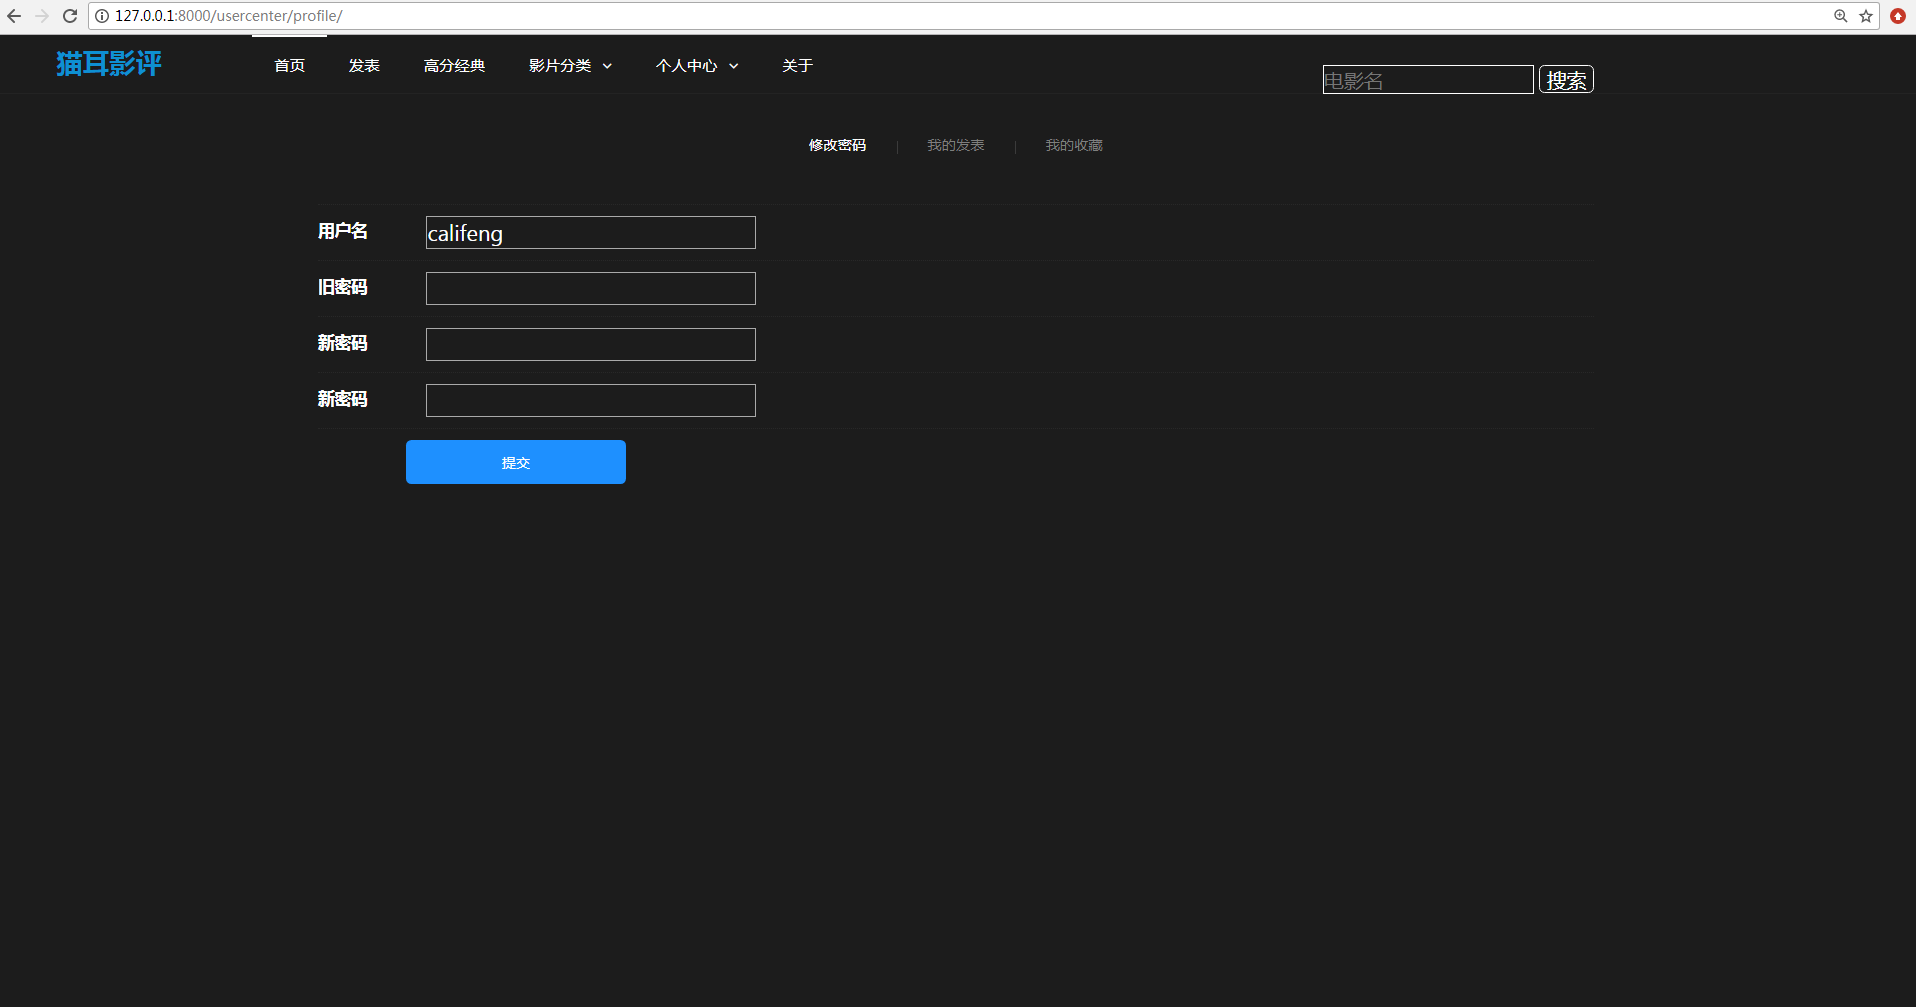 127.0.0.1:8000/usercenter/profile/
猫耳影评 首页 发表 高分经典 影片分类 个人中心 关于 电影名 搜索
修改密码 我的发表 我的收藏
用户名 califeng
旧密码
新密码
新密码
提交